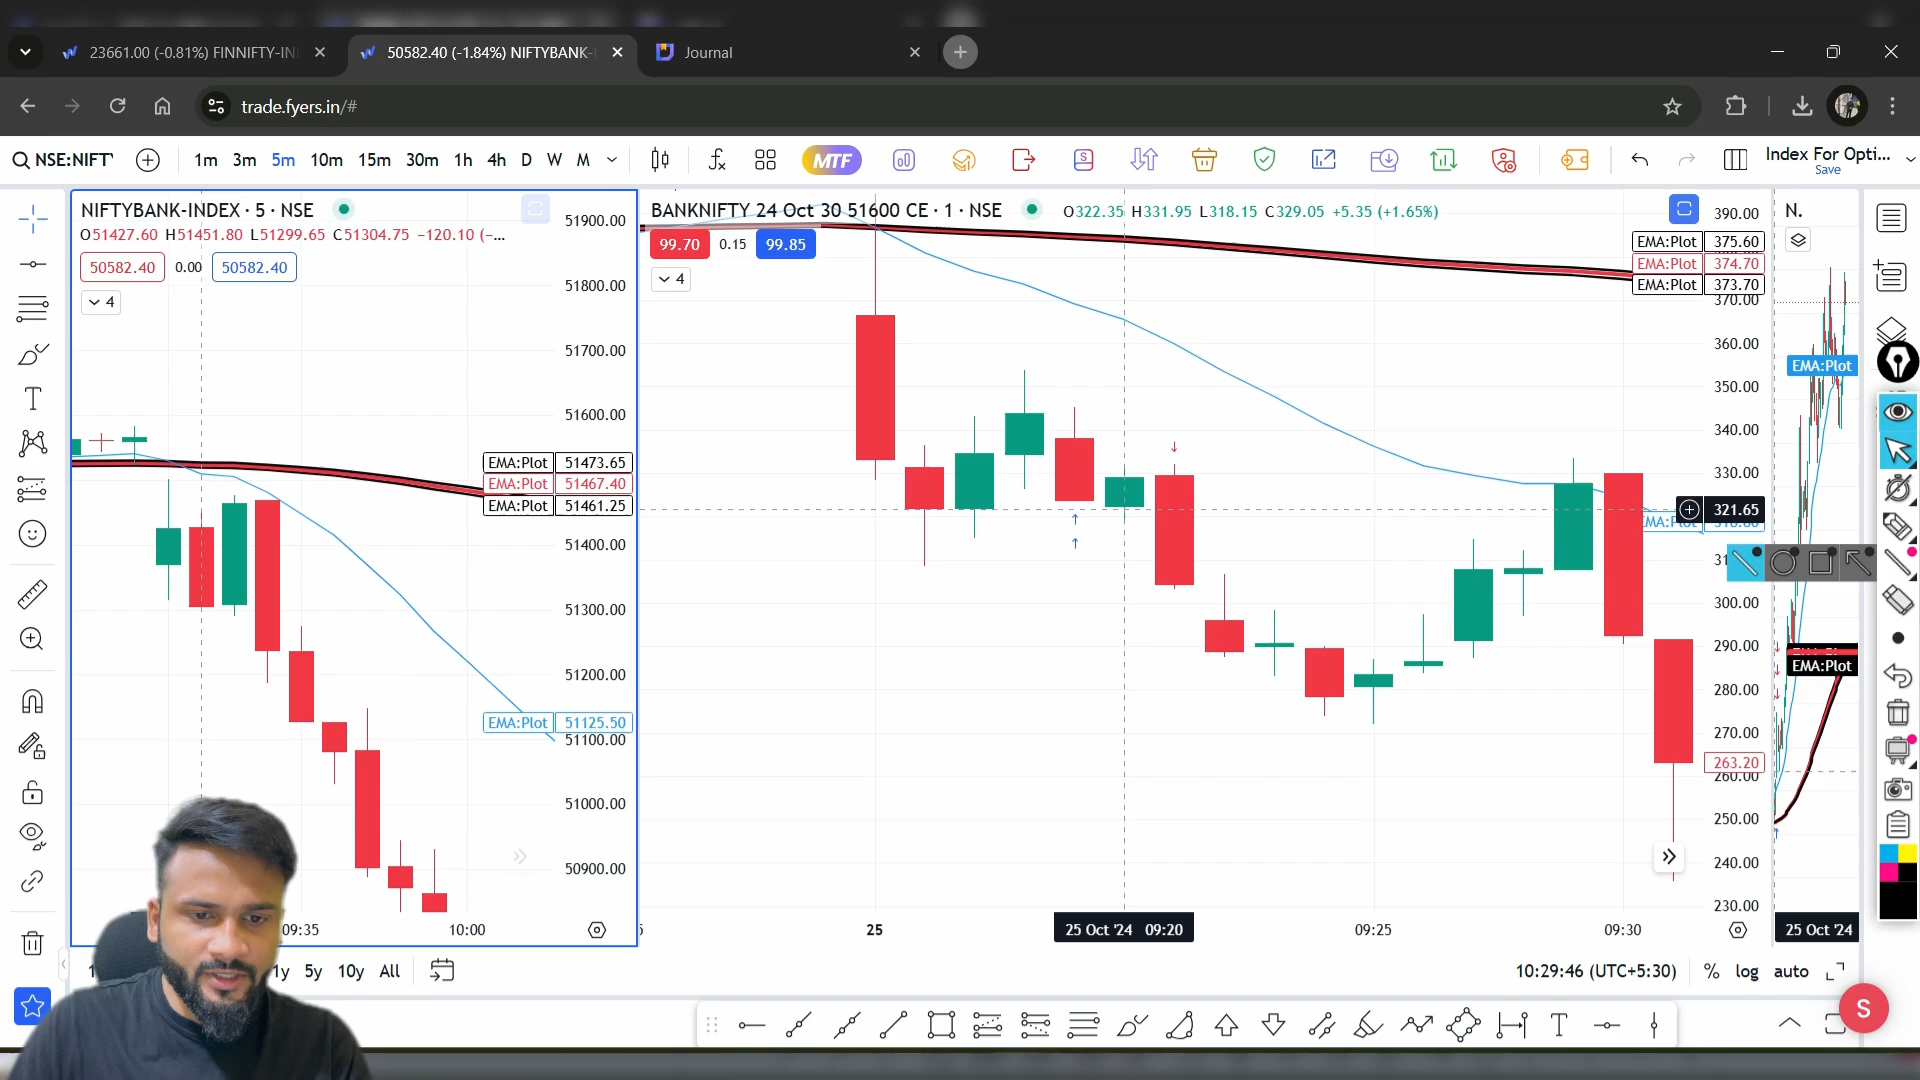 23661.00 (-0.81%) FINNIFTY-IN
50582.40 (-1.84%) NIFTYBANK-
Journal
trade.fyers.in/#
NSE:NIFTY
1m 3m 5m 10m 15m 30m 1h 4h D W M
MTF
Index For Opti...
Save
NIFTYBANK-INDEX · 5 · NSE
O51427.60 H51451.80 L51299.65 C51304.75 -120.10 (-...
50582.40 0.00 50582.40
4
51900.00
51800.00
51700.00
51600.00
EMA:Plot 51473.65
EMA:Plot 51467.40
EMA:Plot 51461.25
51400.00
51300.00
51200.00
EMA:Plot 51125.50
51100.00
51000.00
50900.00
09:35 10:00
BANKNIFTY 24 Oct 30 51600 CE · 1 · NSE
O322.35 H331.95 L318.15 C329.05 +5.35 (+1.65%)
99.70 0.15 99.85
4
390.00
EMA:Plot 375.60
EMA:Plot 374.70
EMA:Plot 373.70
370.00
360.00
350.00
340.00
330.00
321.65
300.00
290.00
280.00
270.00
263.20
260.00
250.00
240.00
230.00
25 25 Oct '24 09:20 09:25 09:30
N.
EMA:Plot
EMA:Plot
25 Oct '24
1y 5y 10y All
10:29:46 (UTC+5:30) % log auto
S